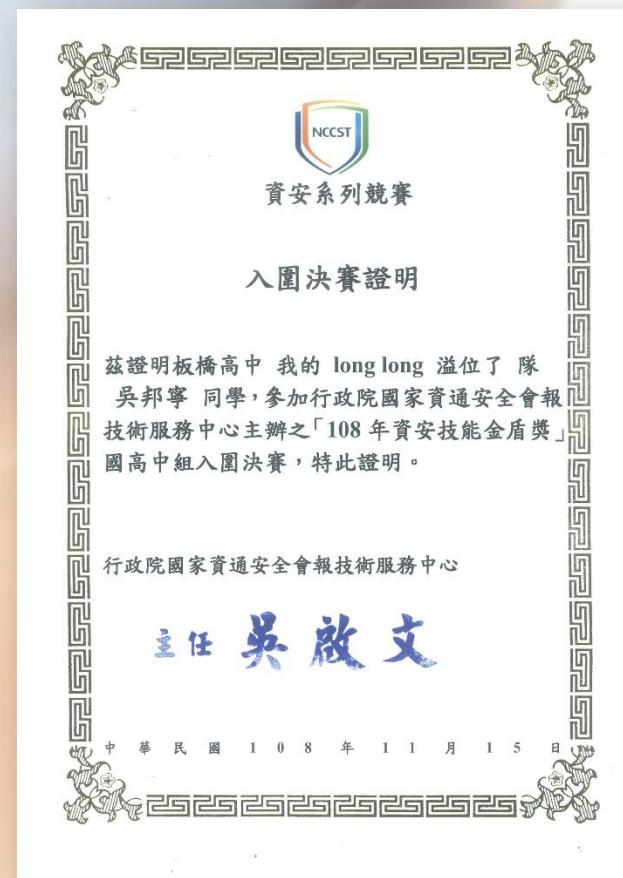 NCCST
資安系列競賽
入圍決賽證明
茲證明板橋高中 我的 long long 溢位了 隊
吳邦寧 同學，參加行政院國家資通安全會報
技術服務中心主辦之「108 年資安技能金盾獎」
國高中組入圍決賽，特此證明。
行政院國家資通安全會報技術服務中心
主任 吳啟文
中 華 民 國 1 0 8 年 1 1 月 1 5 日